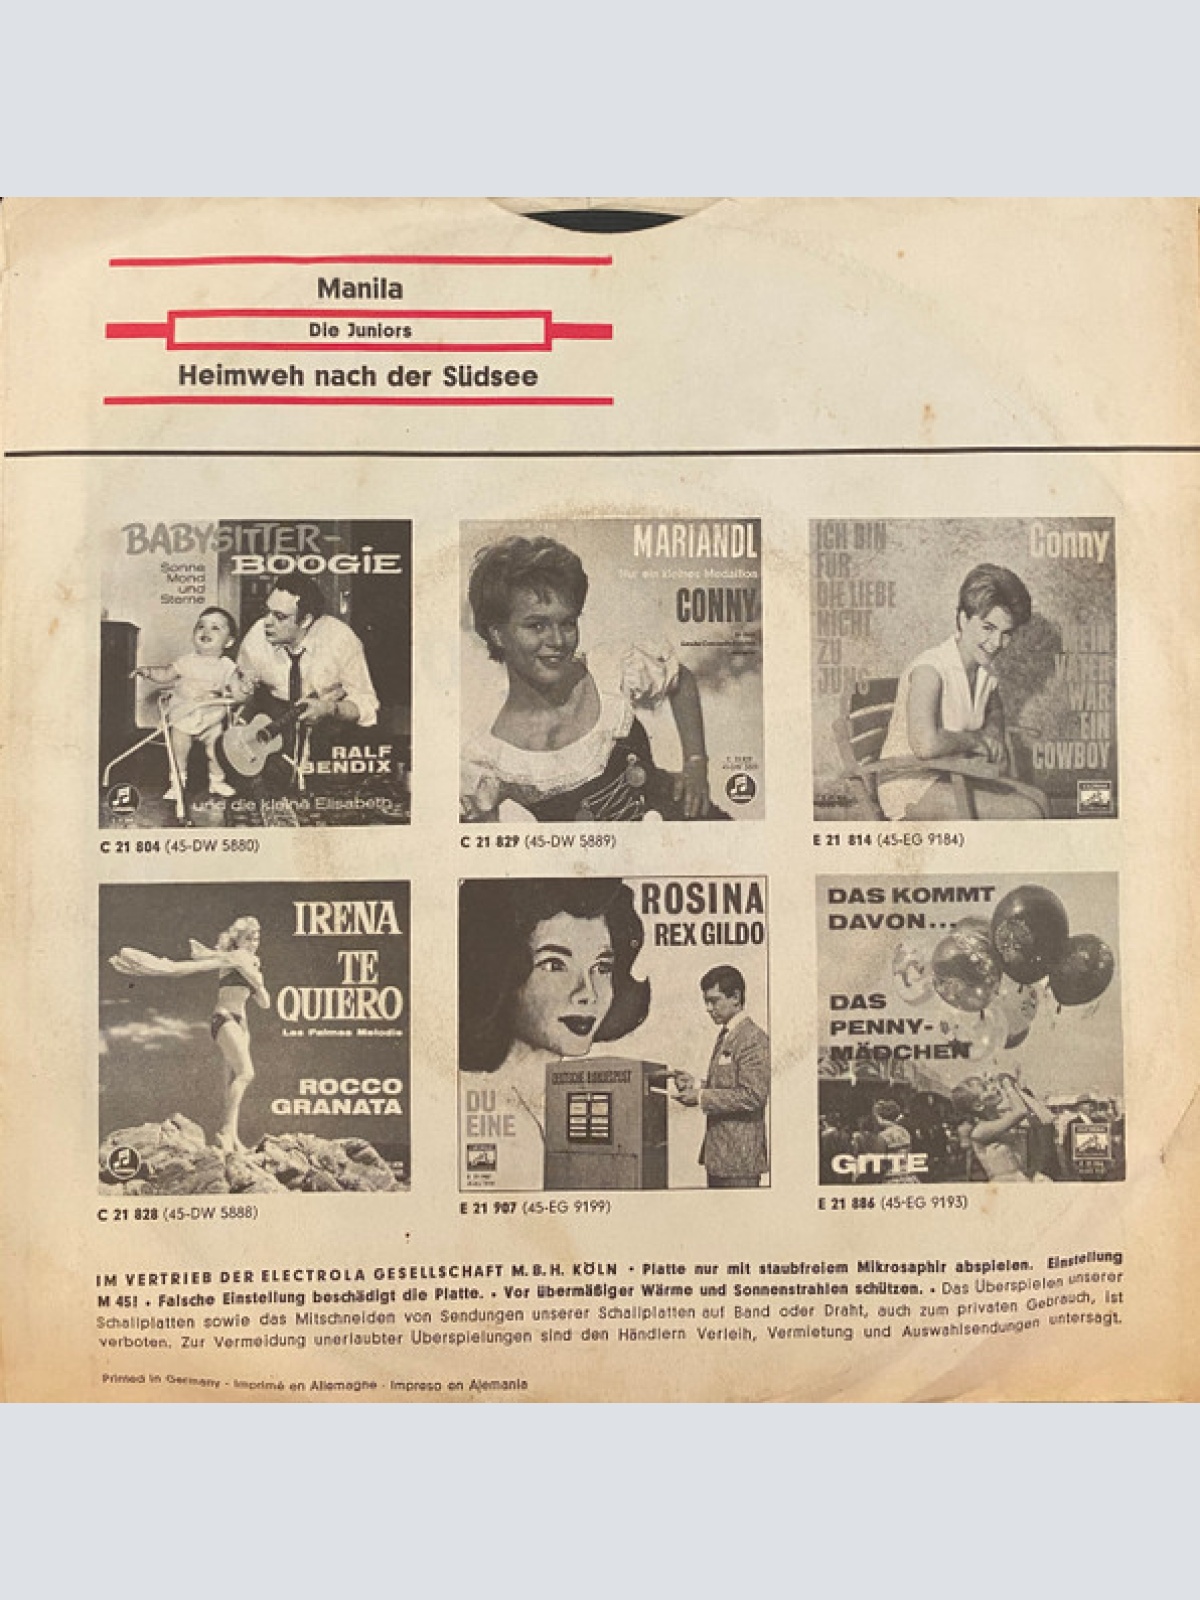 Manila
Die Juniors
Heimweh nach der Südsee
BABYSITTER-
BOOGIE
Sonne
Mond
und
Sterne
RALF
BENDIX
und die kleine Elisabeth
C 21 804 (45-DW 5880)
MARIANDL
ein kleines Medaillon
CONNY
C 21 829 (45-DW 5889)
ICH BIN
FÜR
DIE LIEBE
NICHT
ZU
JUNG
Conny
MEIN
VATER
WAR
EIN
COWBOY
E 21 814 (45-EG 9184)
IRENA
TE
QUIERO
Las Palmas Melodie
ROCCO
GRANATA
C 21 828 (45-DW 5888)
ROSINA
REX GILDO
DEUTSCHE BUNDESPOST
DU
EINE
E 21 907 (45-EG 9199)
DAS KOMMT
DAVON...
DAS
PENNY-
MÄDCHEN
GITTE
E 21 886 (45-EG 9193)
IM VERTRIEB DER ELECTROLA GESELLSCHAFT M.B.H. KÖLN • Platte nur mit staubfreiem Mikrosaphir abspielen. Einstellung
M 45! • Falsche Einstellung beschädigt die Platte. • Vor übermäßiger Wärme und Sonnenstrahlen schützen. • Das Überspielen unserer
Schallplatten sowie das Mitschneiden von Sendungen unserer Schallplatten auf Band oder Draht, auch zum privaten Gebrauch, ist
verboten. Zur Vermeidung unerlaubter Überspielungen sind den Händlern Verleih, Vermietung und Auswahlsendungen untersagt.
Printed in Germany - Imprimé en Allemagne - Impreso en Alemania